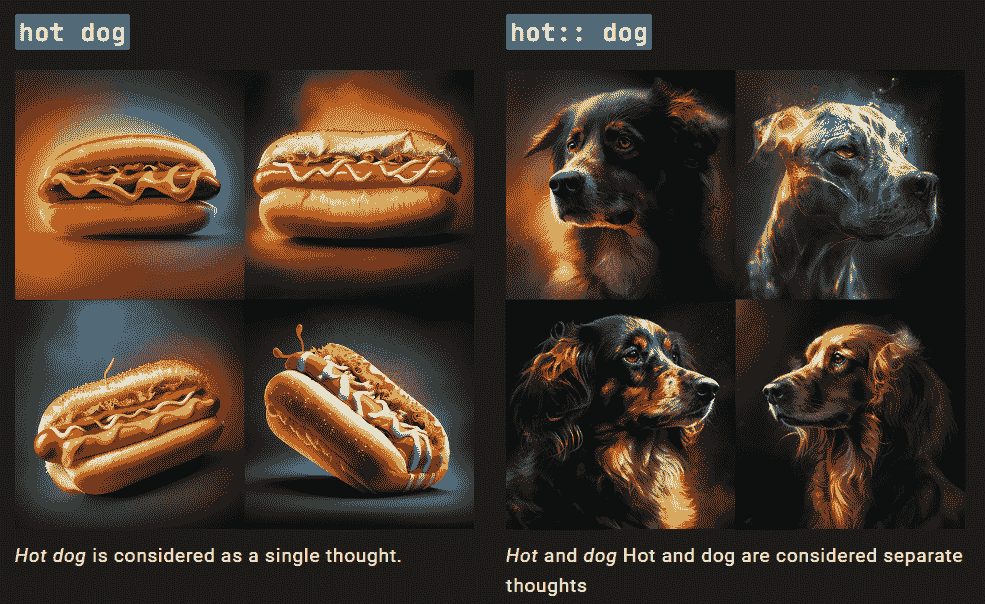 hot dog
hot:: dog
Hot dog is considered as a single thought.
Hot and dog Hot and dog are considered separate
thoughts